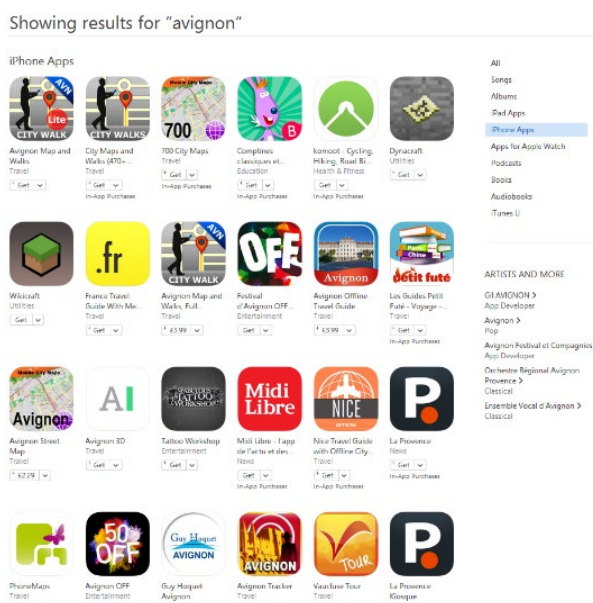 Showing results for "avignon"
iPhone Apps
Avignon Map and Walks
Travel
Get
City Maps and Walks (470+...
Travel
Get
In-App Purchases
700 City Maps
Travel
Get
In-App Purchases
Comptines classiques et...
Education
Get
In-App Purchases
komoot - Cycling, Hiking, Road Bi...
Health & Fitness
Get
In-App Purchases
Dynacraft
Utilities
Get
Wikicraft
Utilities
Get
France Travel Guide With Me...
Travel
Get
Avignon Map and Walks, Full...
Travel
£3.99
Festival d'Avignon OFF...
Entertainment
Get
Avignon Offline Travel Guide
Travel
£3.99
Les Guides Petit Futé - Voyage -...
Travel
Get
In-App Purchases
Avignon Street Map
Travel
£2.29
Avignon 3D
Travel
Get
Tattoo Workshop
Entertainment
Get
Midi Libre - l'app de l'actu et des...
News
Get
In-App Purchases
Nice Travel Guide with Offline City...
Travel
Get
In-App Purchases
La Provence
News
Get
In-App Purchases
PhoneMaps
Travel
Avignon OFF
Entertainment
Guy Hoquet Avignon
Avignon Tracker
Travel
Vaucluse Tour
Travel
La Provence Kiosque
All
Songs
Albums
iPad Apps
iPhone Apps
Apps for Apple Watch
Podcasts
Books
Audiobooks
iTunes U
ARTISTS AND MORE
Gil AVIGNON >
App Developer
Avignon >
Pop
Avignon Festival et Compagnies
App Developer
Orchestre Régional Avignon Provence >
Classical
Ensemble Vocal d'Avignon >
Classical
AVN
Lite
CITY WALK
CITY WALKS
Mobile City Maps
700
B
.fr
AVN
CITY WALK
OFF
Avignon
Chine
petit futé
Mobile City Maps
Avignon
AI
FABULOUS
TATTOO
WORKSHOP
Midi
Libre
NICE
P
50
OFF
Guy Hoquet
AVIGNON
AVIGNON
TOUR
P